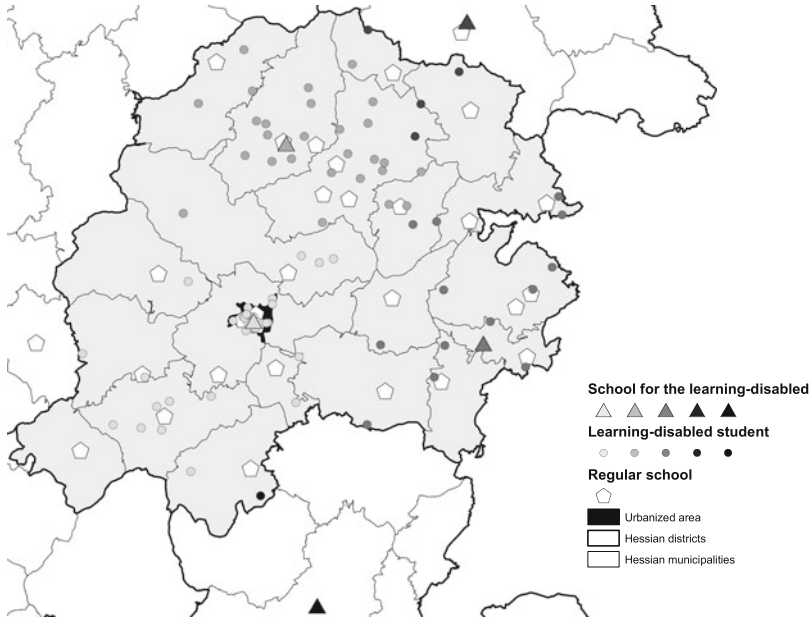 School for the learning-disabled
Learning-disabled student
Regular school
Urbanized area
Hessian districts
Hessian municipalities